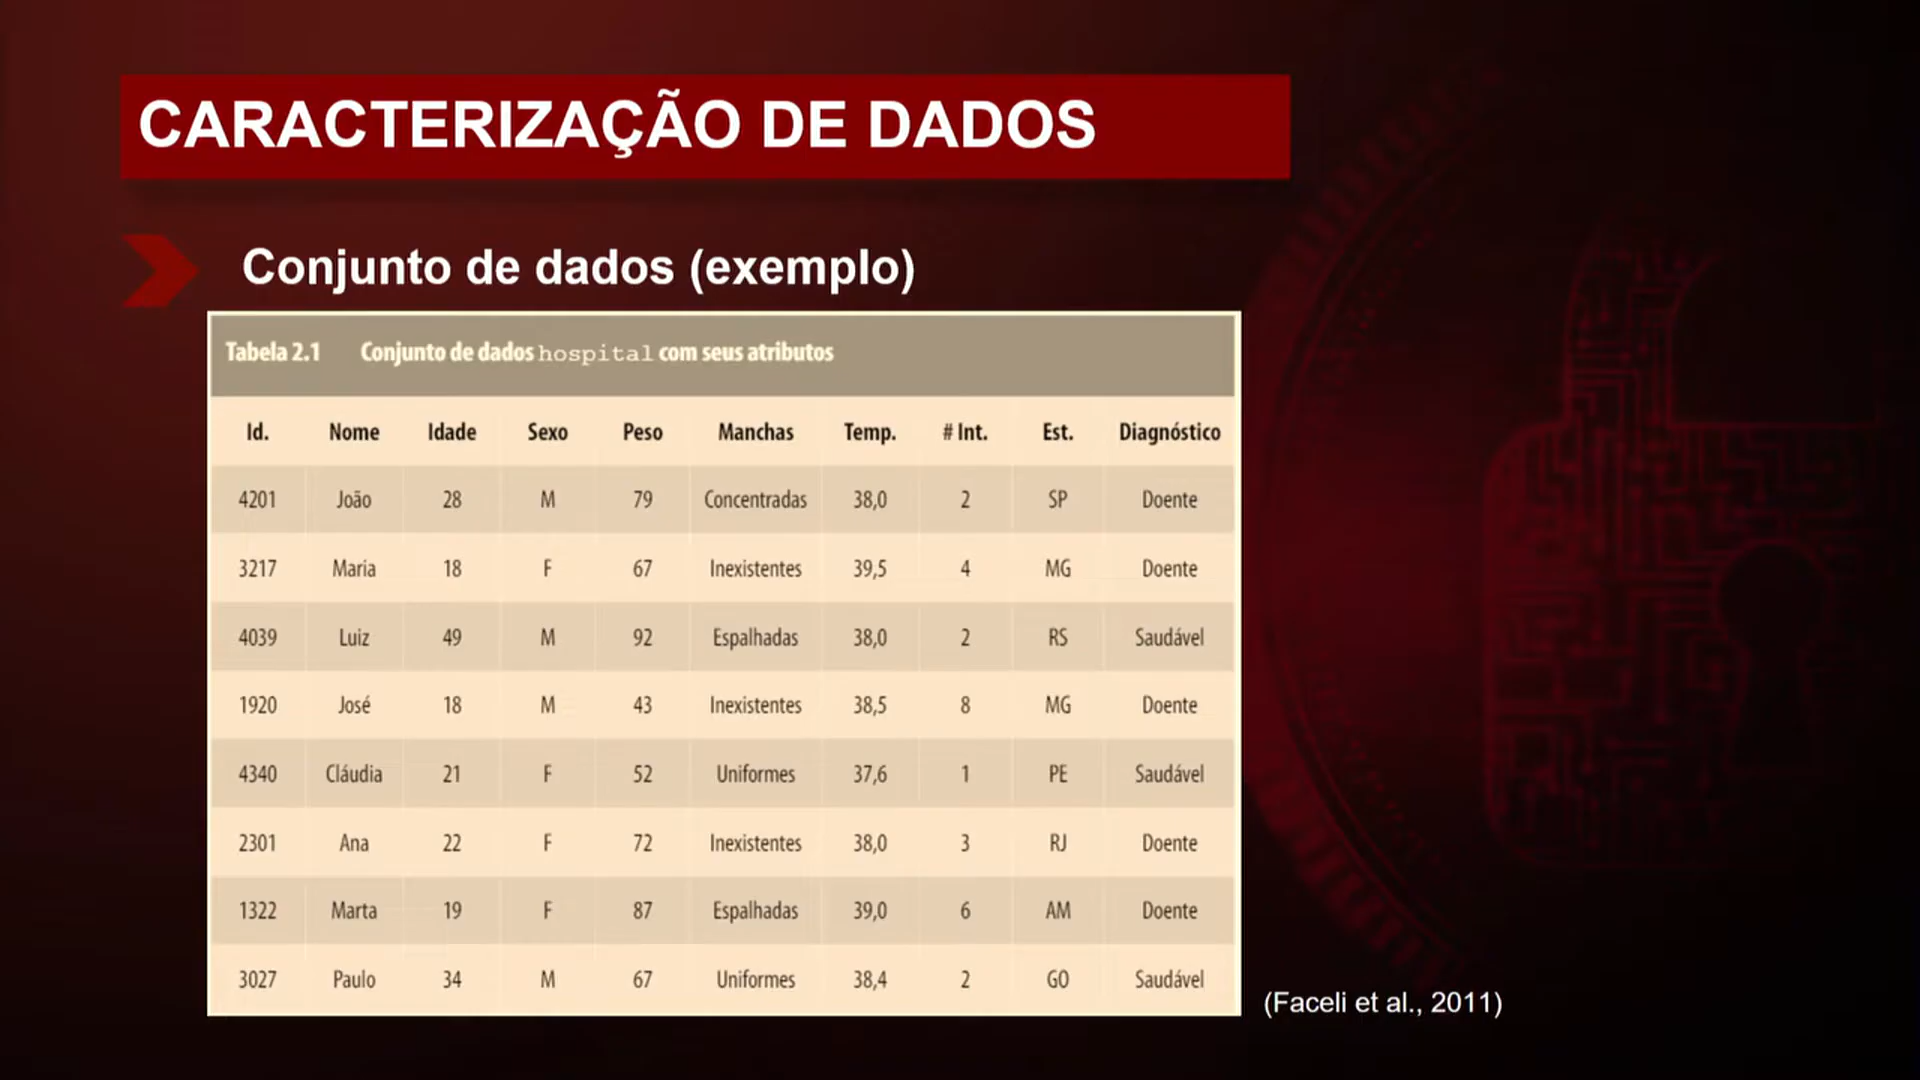 CARACTERIZAÇÃO DE DADOS
Conjunto de dados (exemplo)
Tabela 2.1 Conjunto de dados hospital com seus atributos
Id. Nome Idade Sexo Peso Manchas Temp. # Int. Est. Diagnóstico
4201 João 28 M 79 Concentradas 38,0 2 SP Doente
3217 Maria 18 F 67 Inexistentes 39,5 4 MG Doente
4039 Luiz 49 M 92 Espalhadas 38,0 2 RS Saudável
1920 José 18 M 43 Inexistentes 38,5 8 MG Doente
4340 Cláudia 21 F 52 Uniformes 37,6 1 PE Saudável
2301 Ana 22 F 72 Inexistentes 38,0 3 RJ Doente
1322 Marta 19 F 87 Espalhadas 39,0 6 AM Doente
3027 Paulo 34 M 67 Uniformes 38,4 2 GO Saudável
(Faceli et al., 2011)